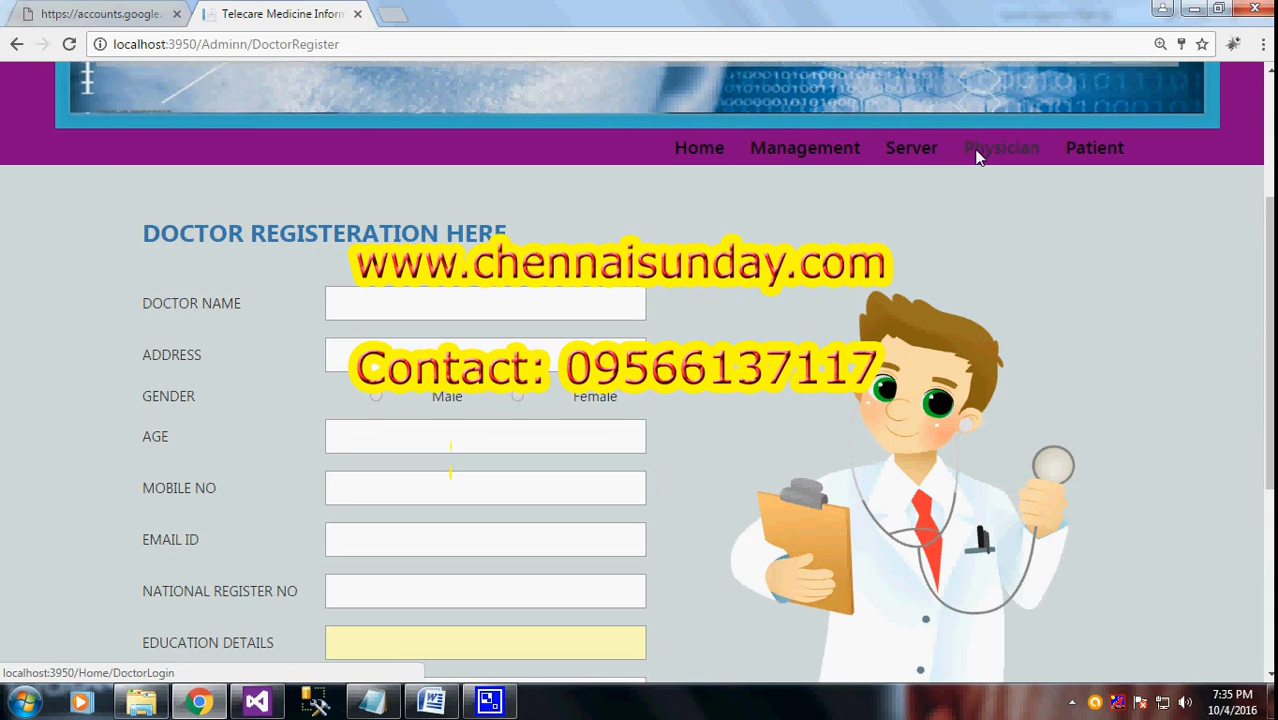 https://accounts.google.
Telecare Medicine Inforn
localhost:3950/Adminn/DoctorRegister
Home Management Server Physician Patient
DOCTOR REGISTERATION HERE
www.chennaisunday.com
DOCTOR NAME
ADDRESS
Contact: 09566137117
GENDER Male Female
AGE
MOBILE NO
EMAIL ID
NATIONAL REGISTER NO
EDUCATION DETAILS
localhost:3950/Home/DoctorLogin
7:35 PM
10/4/2016